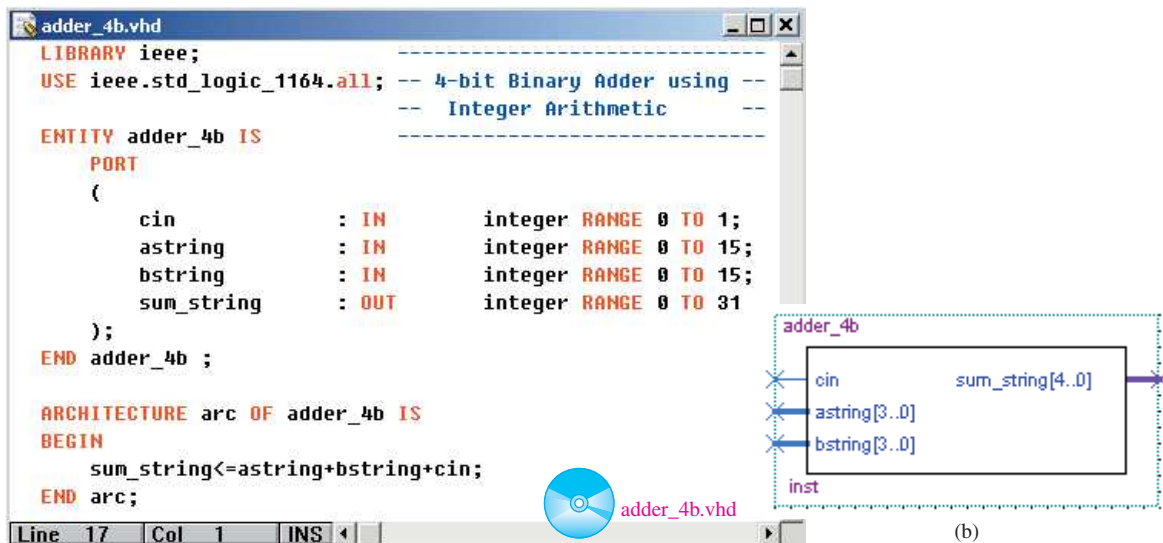 adder_4b.vhd
LIBRARY ieee; ------------------------------
USE ieee.std_logic_1164.all; -- 4-bit Binary Adder using --
-- Integer Arithmetic --
ENTITY adder_4b IS ------------------------------
PORT
(
cin : IN integer RANGE 0 TO 1;
astring : IN integer RANGE 0 TO 15;
bstring : IN integer RANGE 0 TO 15;
sum_string : OUT integer RANGE 0 TO 31
);
END adder_4b ;
ARCHITECTURE arc OF adder_4b IS
BEGIN
sum_string<=astring+bstring+cin;
END arc;
adder_4b.vhd
Line 17 Col 1 INS
adder_4b
cin sum_string[4..0]
astring[3..0]
bstring[3..0]
inst
(b)